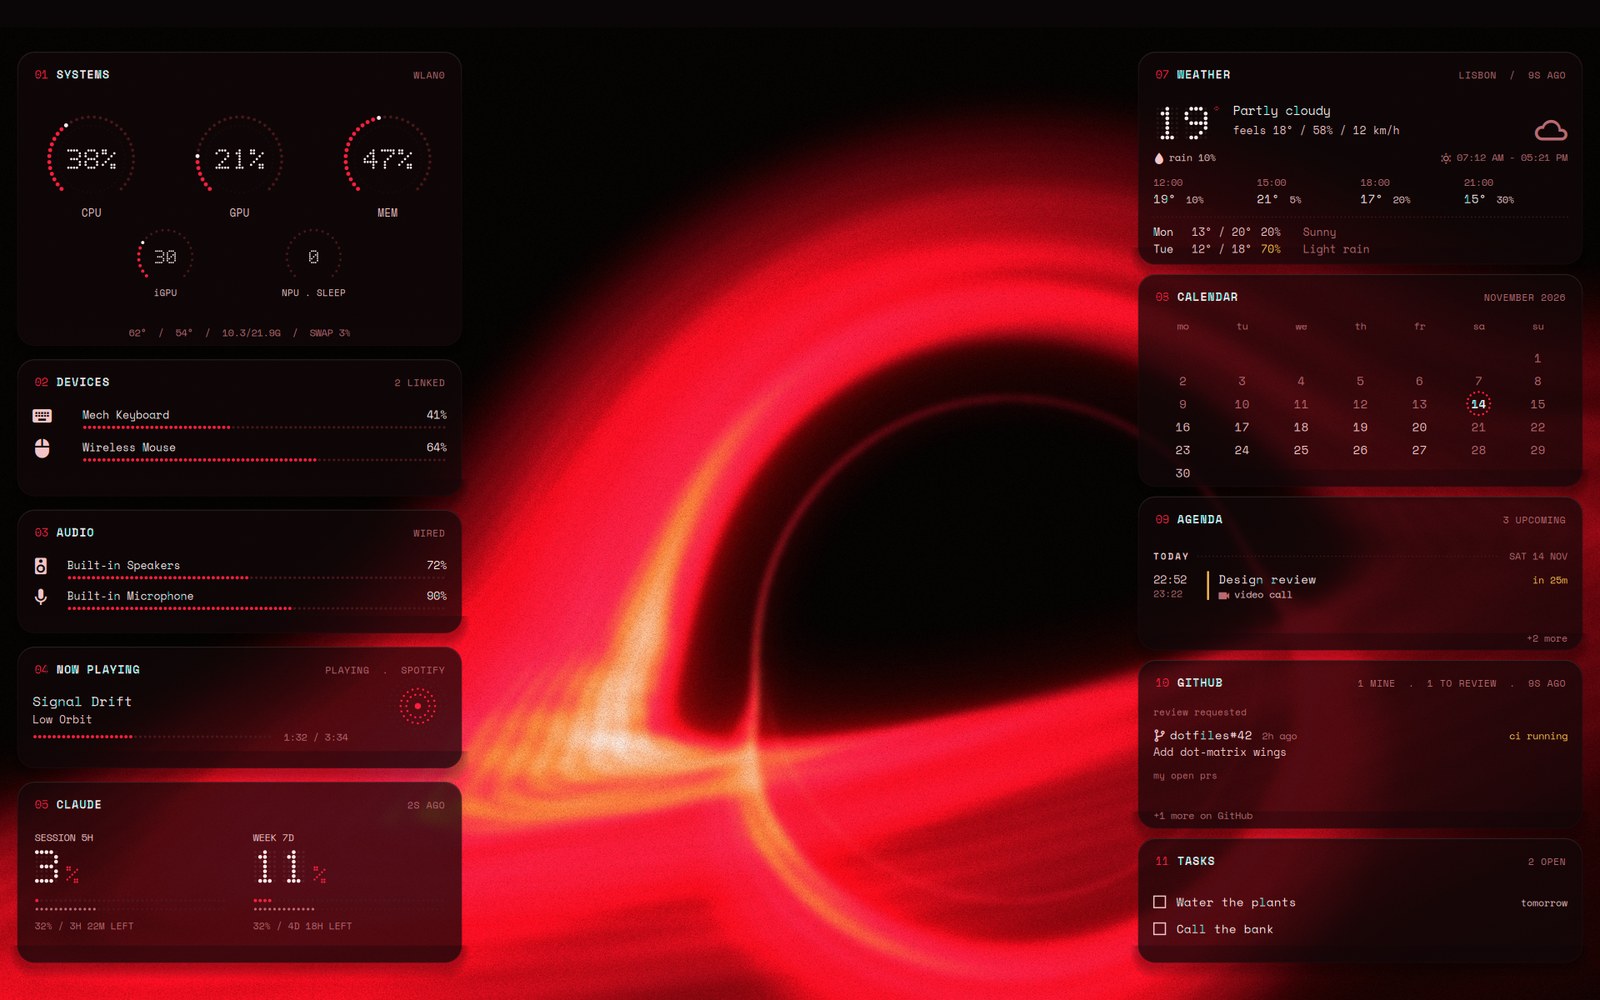 01 SYSTEMS WLAN0
38% 21% 47%
CPU GPU MEM
30 0
iGPU NPU . SLEEP
62° / 54° / 10.3/21.9G / SWAP 3%
02 DEVICES 2 LINKED
Mech Keyboard 41%
Wireless Mouse 64%
03 AUDIO WIRED
Built-in Speakers 72%
Built-in Microphone 90%
04 NOW PLAYING PLAYING . SPOTIFY
Signal Drift
Low Orbit
1:32 / 3:34
05 CLAUDE 2S AGO
SESSION 5H WEEK 7D
3% 11%
32% / 3H 22M LEFT 32% / 4D 18H LEFT
07 WEATHER LISBON / 9S AGO
19° Partly cloudy
feels 18° / 58% / 12 km/h
rain 10% 07:12 AM - 05:21 PM
12:00 15:00 18:00 21:00
19° 10% 21° 5% 17° 20% 15° 30%
Mon 13° / 20° 20% Sunny
Tue 12° / 18° 70% Light rain
08 CALENDAR NOVEMBER 2026
mo tu we th fr sa su
1
2 3 4 5 6 7 8
9 10 11 12 13 14 15
16 17 18 19 20 21 22
23 24 25 26 27 28 29
30
09 AGENDA 3 UPCOMING
TODAY SAT 14 NOV
22:52 Design review in 25m
23:22 video call
+2 more
10 GITHUB 1 MINE . 1 TO REVIEW . 9S AGO
review requested
dotfiles#42 2h ago ci running
Add dot-matrix wings
my open prs
+1 more on GitHub
11 TASKS 2 OPEN
Water the plants tomorrow
Call the bank